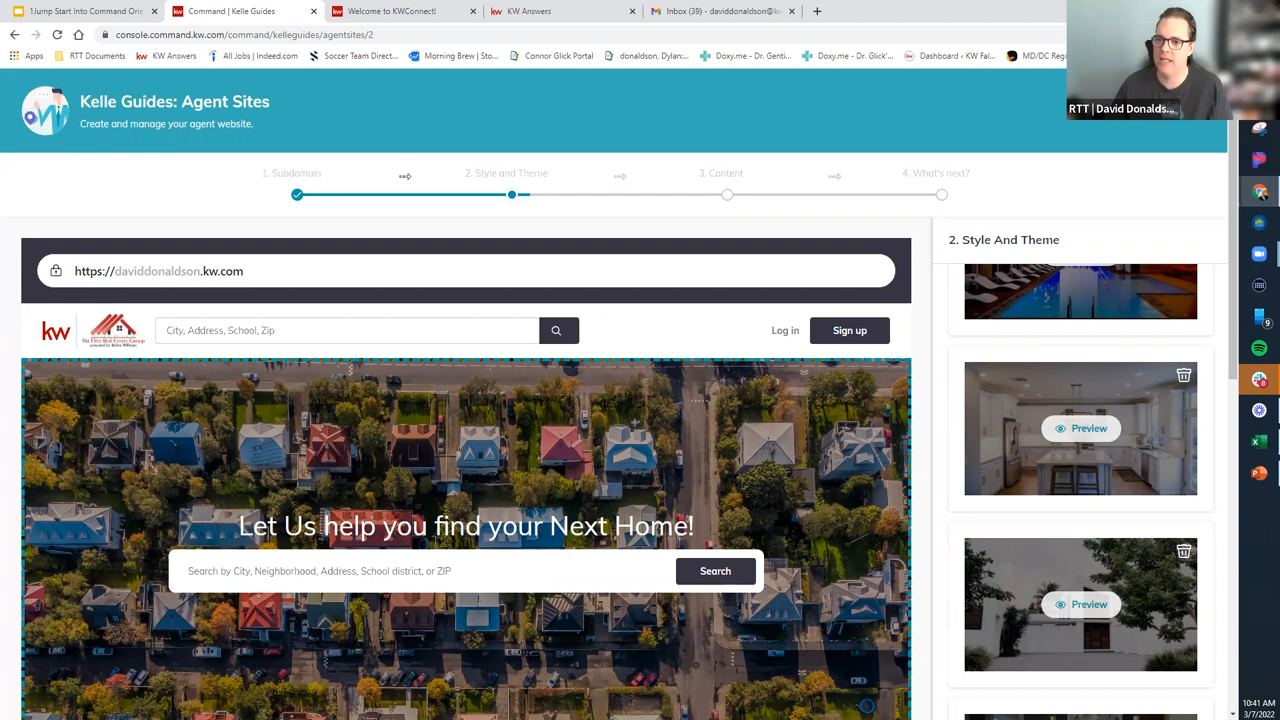 1Jump Start Into Command Orie
Command | Kelle Guides
Welcome to KWConnect!
KW Answers
Inbox (39) - daviddonaldson@kw
console.command.kw.com/command/kelleguides/agentsites/2
Apps
RTT Documents
KW Answers
All Jobs | Indeed.com
Soccer Team Direct...
Morning Brew | Sto...
Connor Glick Portal
donaldson, Dylan:...
Doxy.me - Dr. Genti...
Doxy.me - Dr. Glick'...
Dashboard ‹ KW Fal...
MD/DC Reg
RTT | David Donalds...
Kelle Guides: Agent Sites
Create and manage your agent website.
1. Subdomain
2. Style and Theme
3. Content
4. What's next?
2. Style And Theme
https://daviddonaldson.kw.com
kw
City, Address, School, Zip
Log in
Sign up
Preview
Let Us help you find your Next Home!
Search by City, Neighborhood, Address, School district, or ZIP
Search
Preview
9
8
10:41 AM
3/7/2022